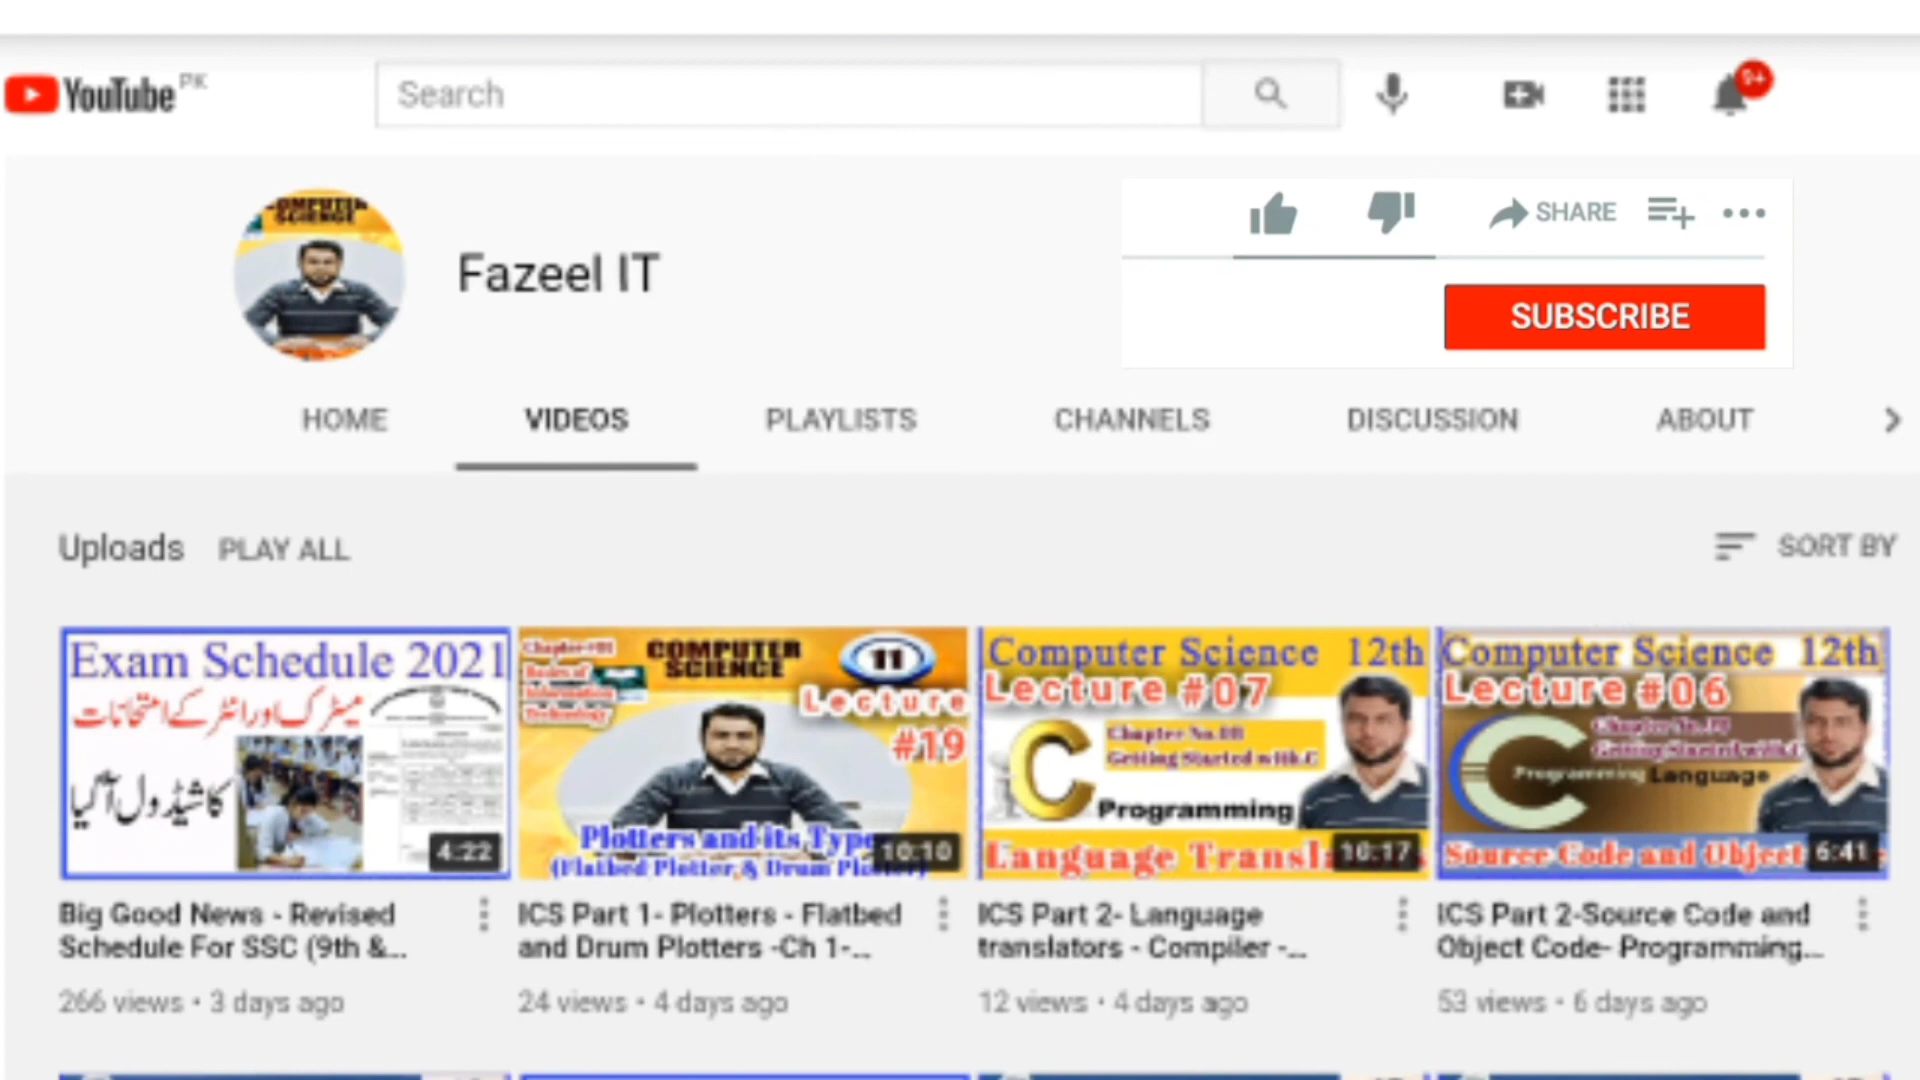 YouTube PK
Search
9+
SHARE
Fazeel IT
SUBSCRIBE
HOME VIDEOS PLAYLISTS CHANNELS DISCUSSION ABOUT
Uploads PLAY ALL SORT BY
Exam Schedule 2021
میٹرک اور انٹر کے امتحانات
کا شیڈول آگیا
4:22
Chapter #01
Basics of
Information
Technology
COMPUTER
SCIENCE
11
Lecture
#19
Plotters and its Type
(Flatbed Plotter & Drum Plotter)
10:10
Computer Science 12th
Lecture #07
Chapter No.08
Getting Started with C
C
Programming
Language Transla
10:17
Computer Science 12th
Lecture #06
Getting Started with C
C
Programming Language
Source Code and Object
6:41
Big Good News - Revised
Schedule For SSC (9th &...
266 views • 3 days ago
ICS Part 1- Plotters - Flatbed
and Drum Plotters -Ch 1-...
24 views • 4 days ago
ICS Part 2- Language
translators - Compiler -...
12 views • 4 days ago
ICS Part 2-Source Code and
Object Code- Programming...
53 views • 6 days ago